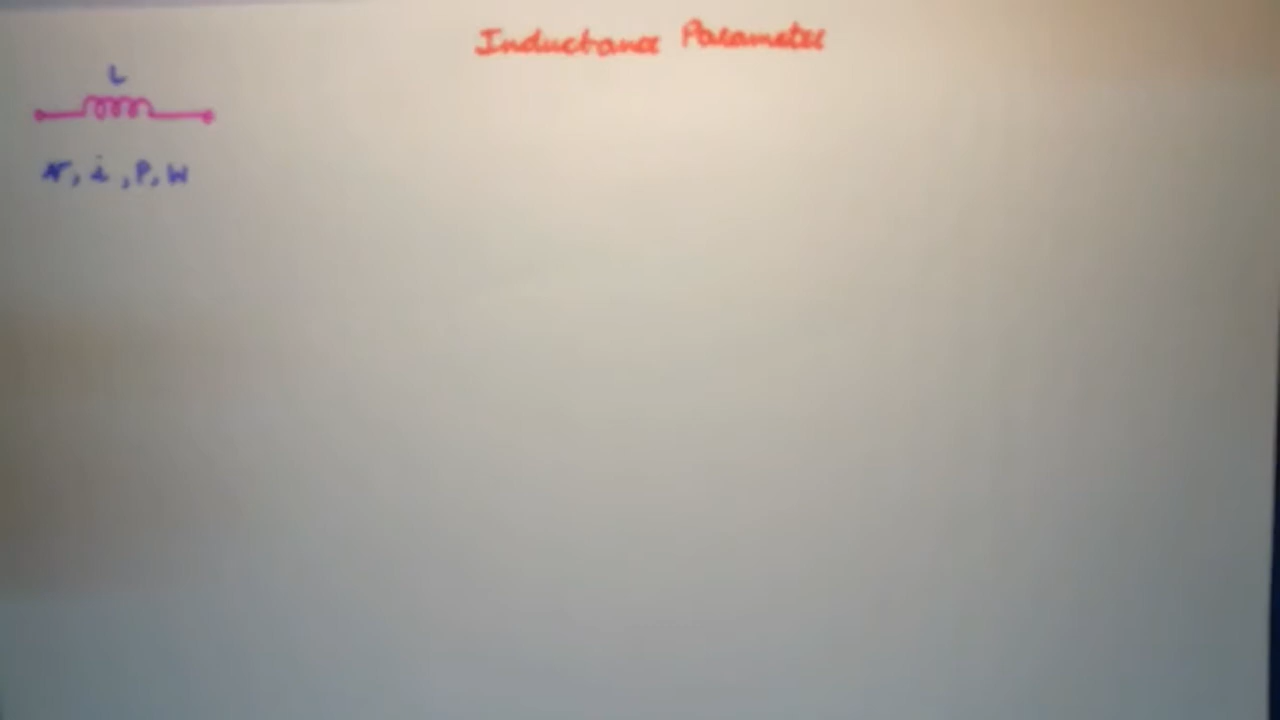 Inductance Parameter
L
v, i, P, W